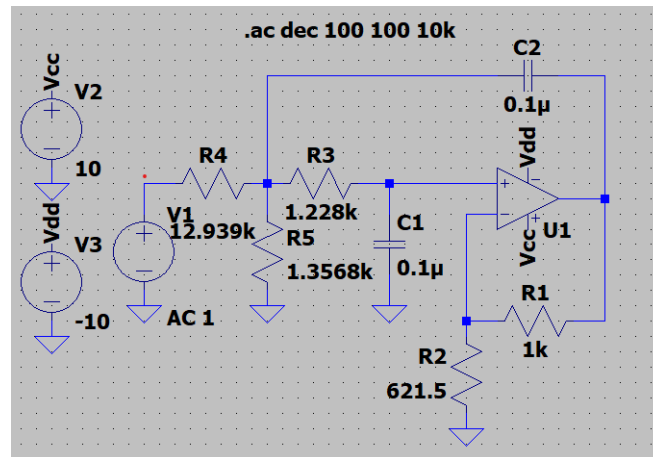 .ac dec 100 100 10k
Vcc
V2
10
Vdd
V3
-10
V1
AC 1
R4
12.939k
R3
1.228k
R5
1.3568k
C1
0.1µ
C2
0.1µ
Vdd
+
−
Vcc
U1
R1
1k
R2
621.5